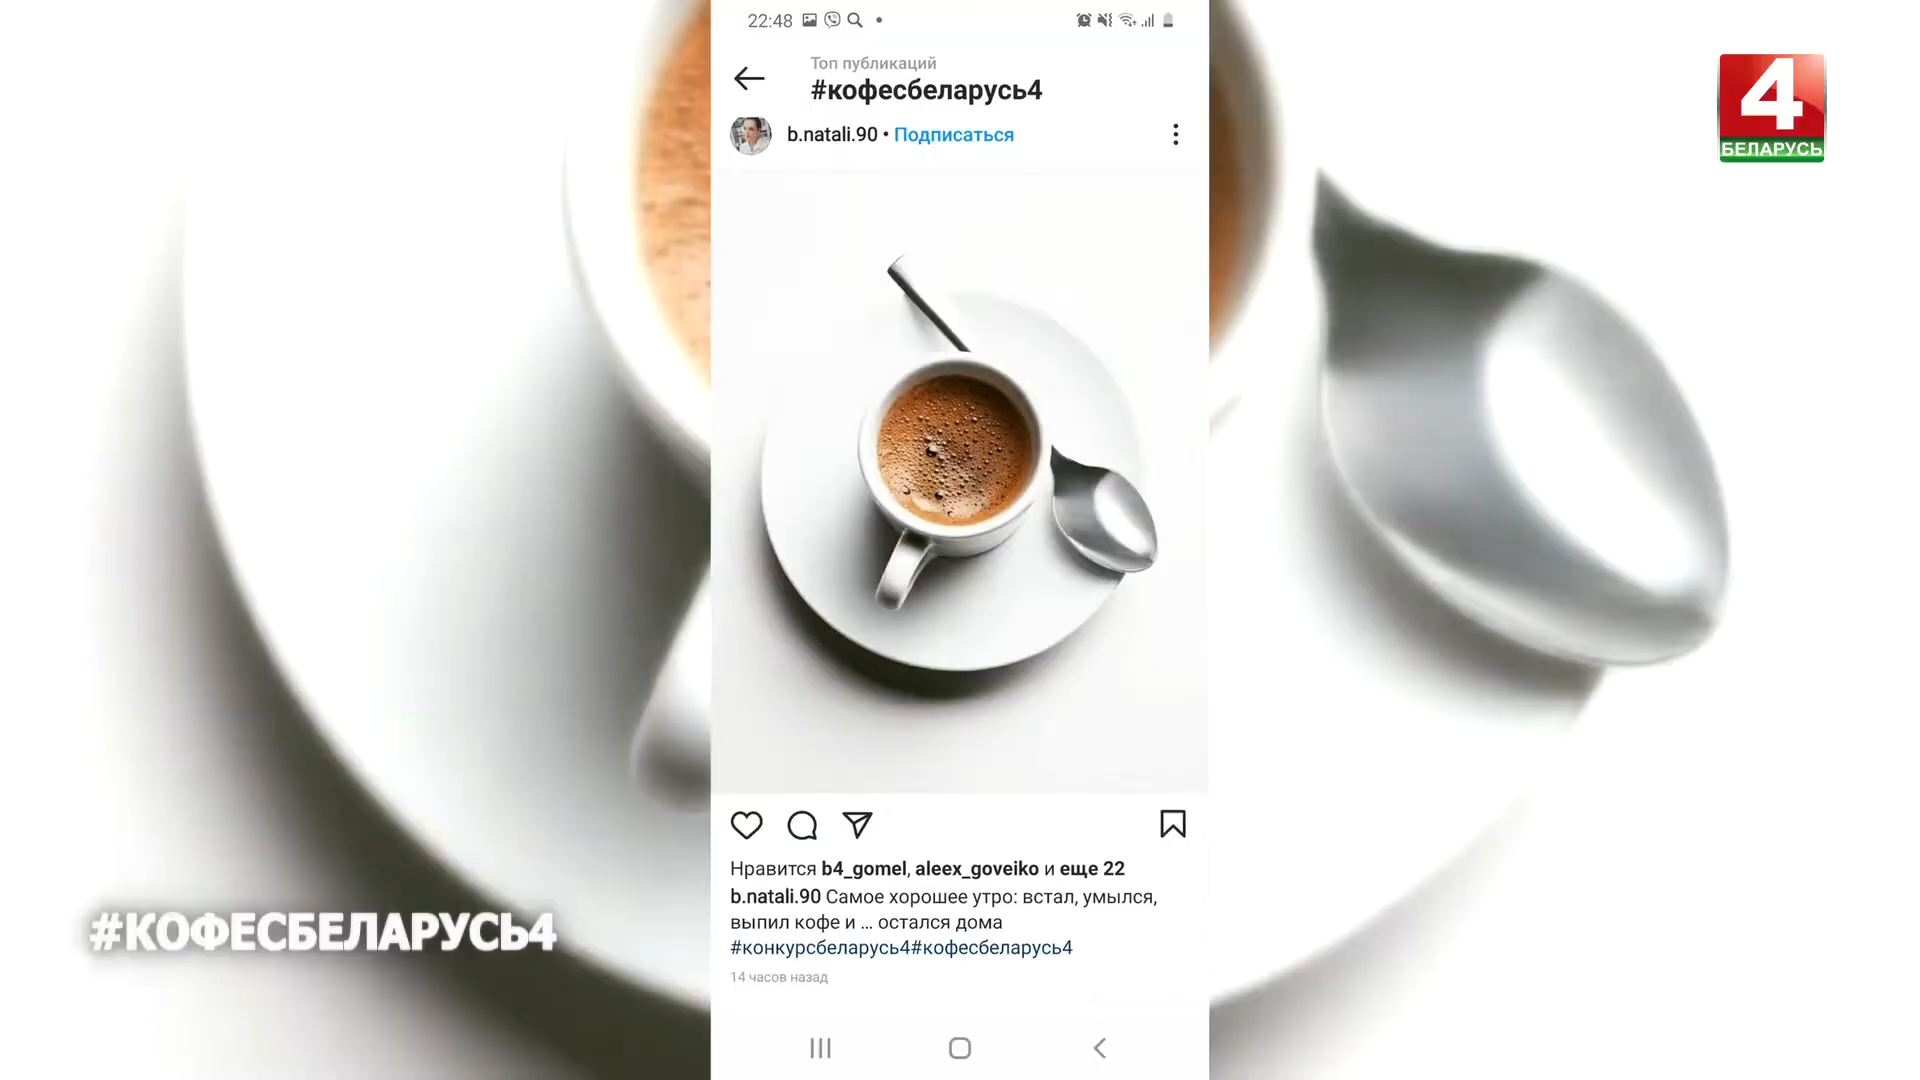 22:48
Топ публикаций
#кофесбеларусь4
b.natali.90 • Подписаться
4
БЕЛАРУСЬ
Нравится b4_gomel, aleex_goveiko и еще 22
b.natali.90 Самое хорошее утро: встал, умылся,
выпил кофе и ... остался дома
#конкурсбеларусь4#кофесбеларусь4
14 часов назад
#КОФЕСБЕЛАРУСЬ4